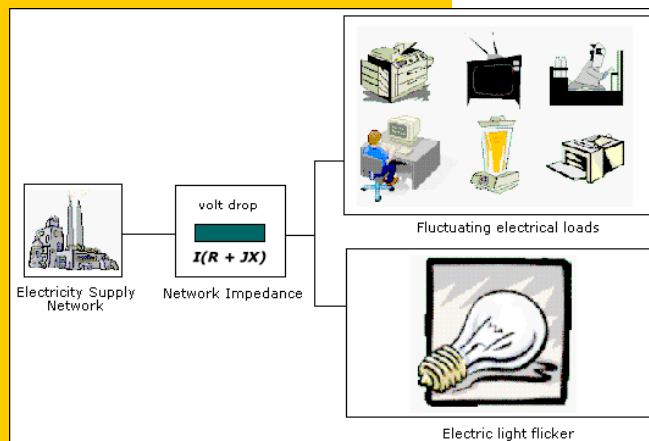 volt drop
I(R + JX)
Electricity Supply
Network
Network Impedance
Fluctuating electrical loads
Electric light flicker